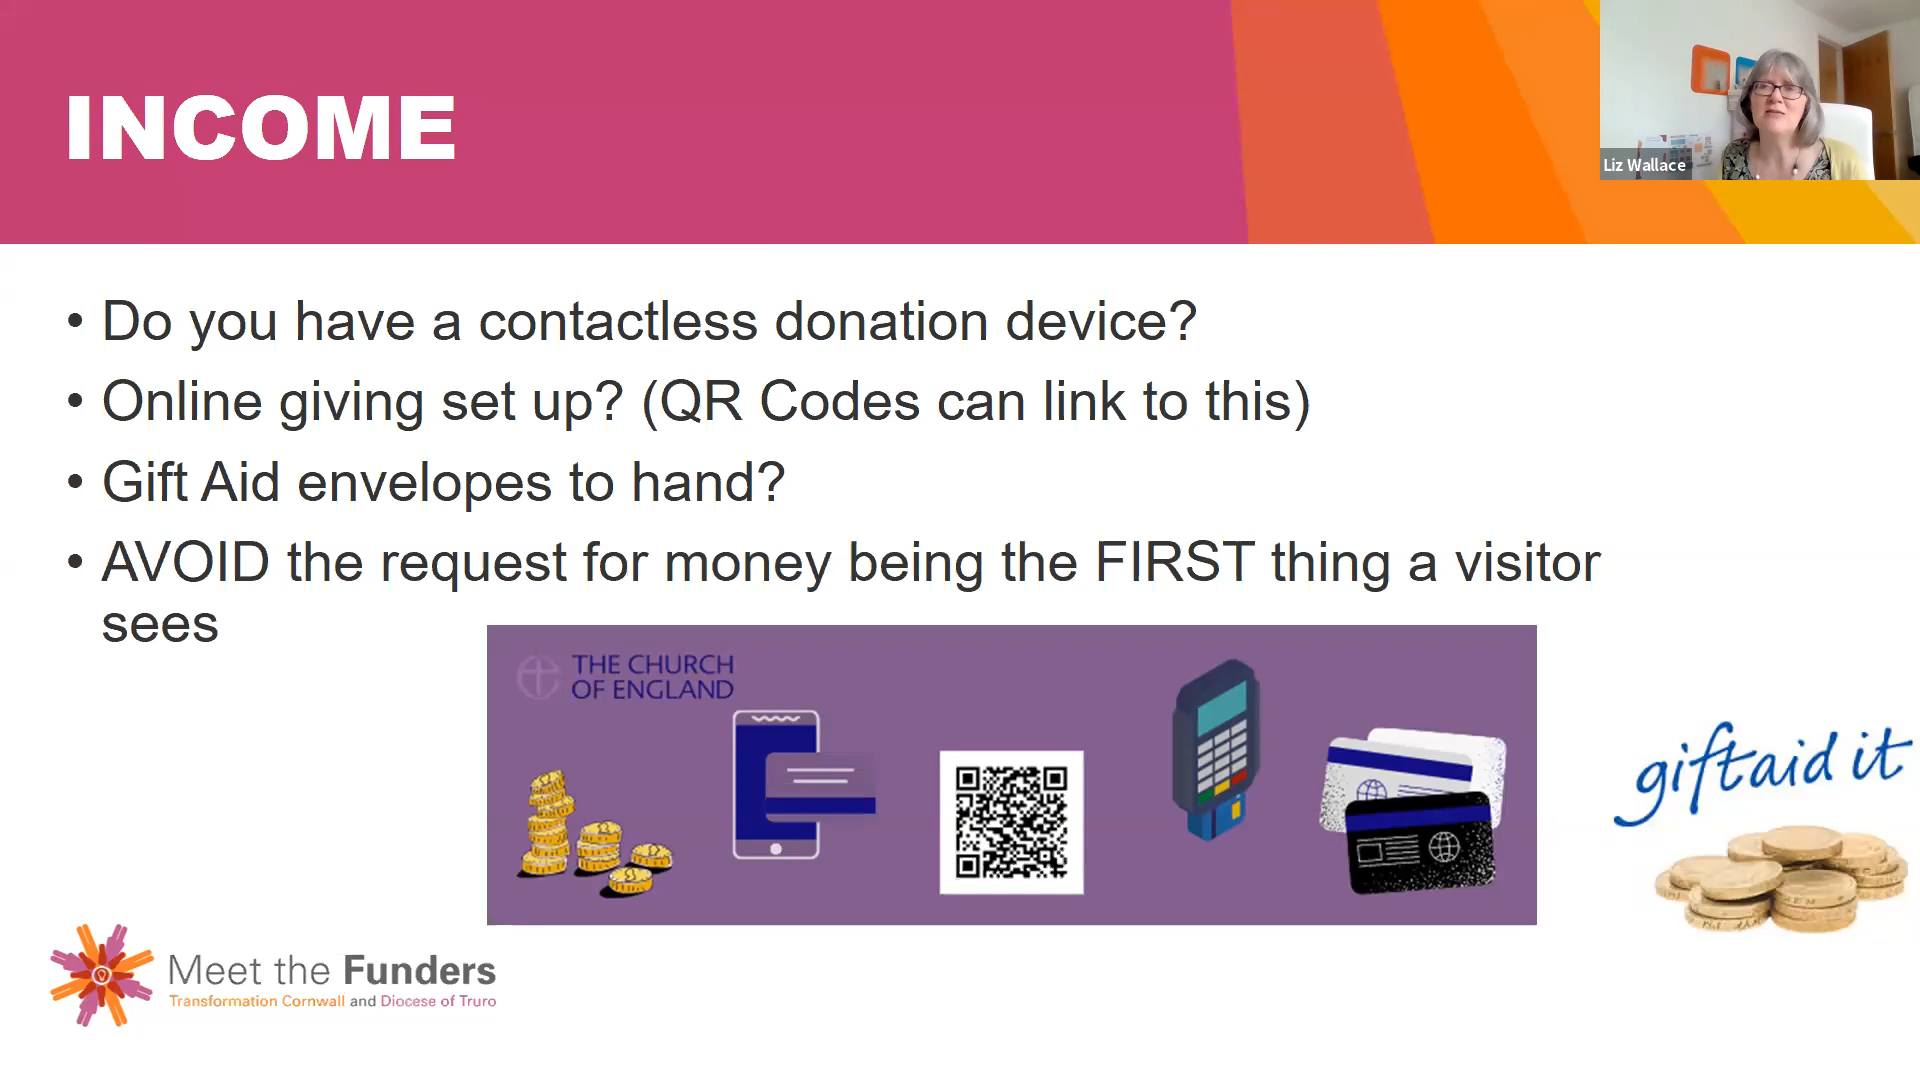 INCOME
Liz Wallace
• Do you have a contactless donation device?
• Online giving set up? (QR Codes can link to this)
• Gift Aid envelopes to hand?
• AVOID the request for money being the FIRST thing a visitor
sees
THE CHURCH
OF ENGLAND
giftaid it
Meet the Funders
Transformation Cornwall and Diocese of Truro